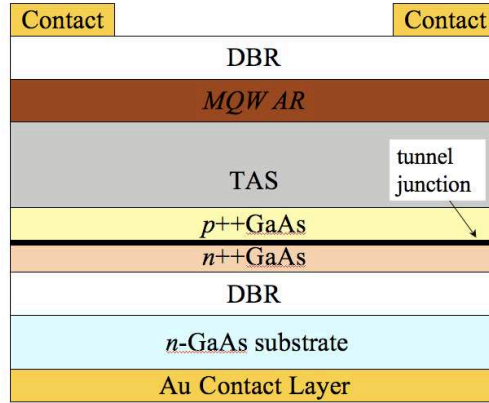 Contact Contact
DBR
MQW AR
tunnel
junction
TAS
p++GaAs
n++GaAs
DBR
n-GaAs substrate
Au Contact Layer